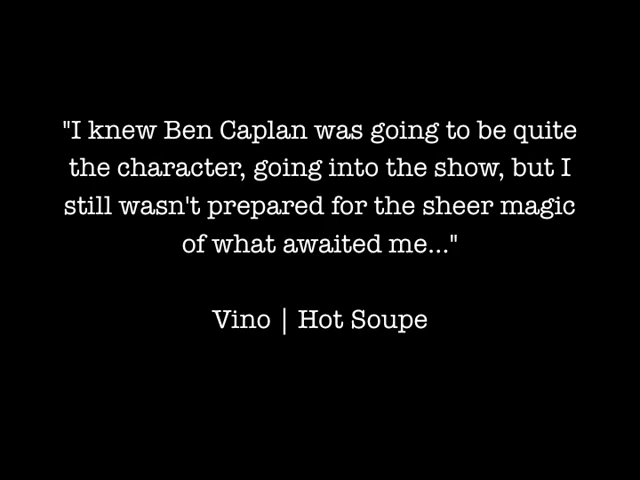 "I knew Ben Caplan was going to be quite
the character, going into the show, but I
still wasn't prepared for the sheer magic
of what awaited me..."
Vino | Hot Soupe